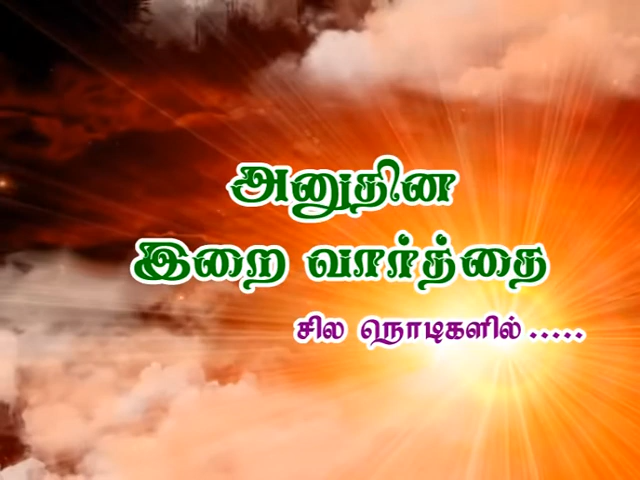 அனுதின
இறை வார்த்தை
சில நொடிகளில் .....